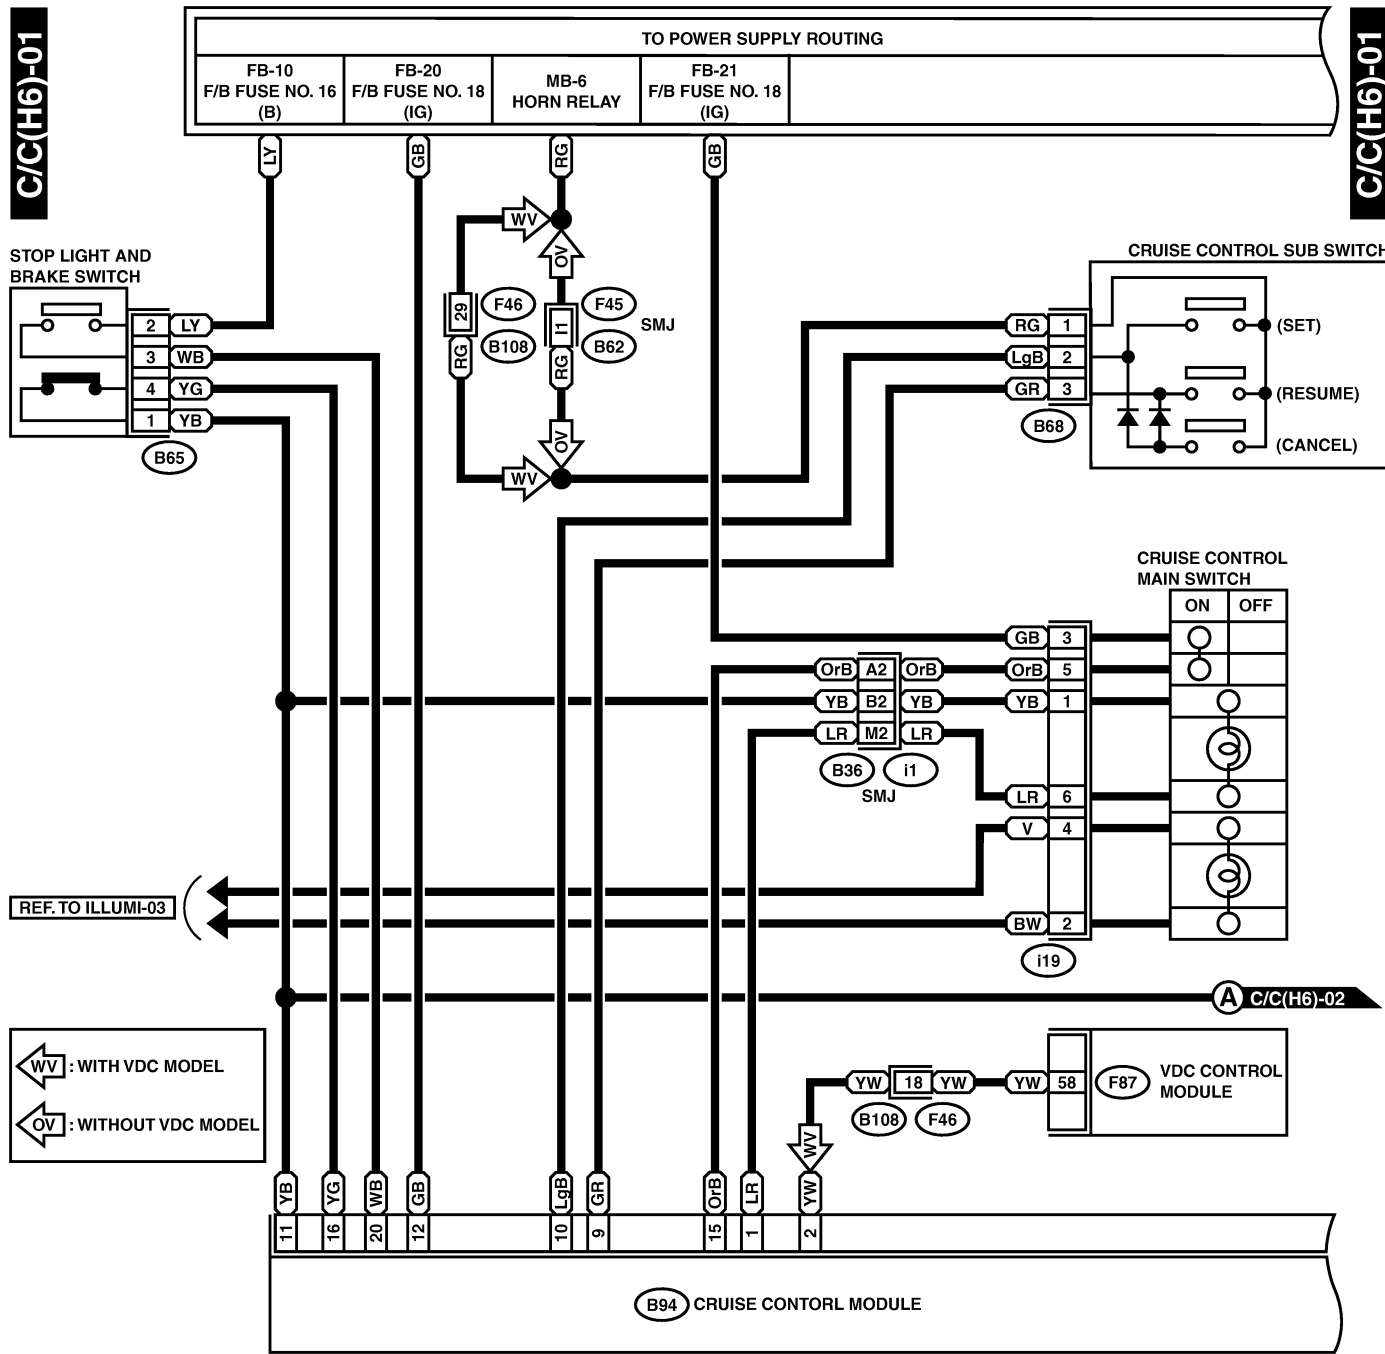 C/C(H6)-01
C/C(H6)-01
TO POWER SUPPLY ROUTING
FB-10
F/B FUSE NO. 16
(B)
FB-20
F/B FUSE NO. 18
(IG)
MB-6
HORN RELAY
FB-21
F/B FUSE NO. 18
(IG)
LY
GB
RG
GB
WV
OV
STOP LIGHT AND
BRAKE SWITCH
2 LY
3 WB
4 YG
1 YB
B65
29
F46
B108
RG
I1
F45
B62
SMJ
RG
OV
WV
CRUISE CONTROL SUB SWITCH
RG 1
LgB 2
GR 3
B68
(SET)
(RESUME)
(CANCEL)
CRUISE CONTROL
MAIN SWITCH
ON OFF
GB 3
OrB A2 OrB OrB 5
YB B2 YB YB 1
LR M2 LR
B36 i1
SMJ
LR 6
V 4
BW 2
i19
REF. TO ILLUMI-03
A C/C(H6)-02
WV : WITH VDC MODEL
OV : WITHOUT VDC MODEL
YW 18 YW YW 58
B108 F46
F87
VDC CONTROL
MODULE
WV
YB YG WB GB LgB GR OrB LR YW
11 16 20 12 10 9 15 1 2
B94 CRUISE CONTORL MODULE